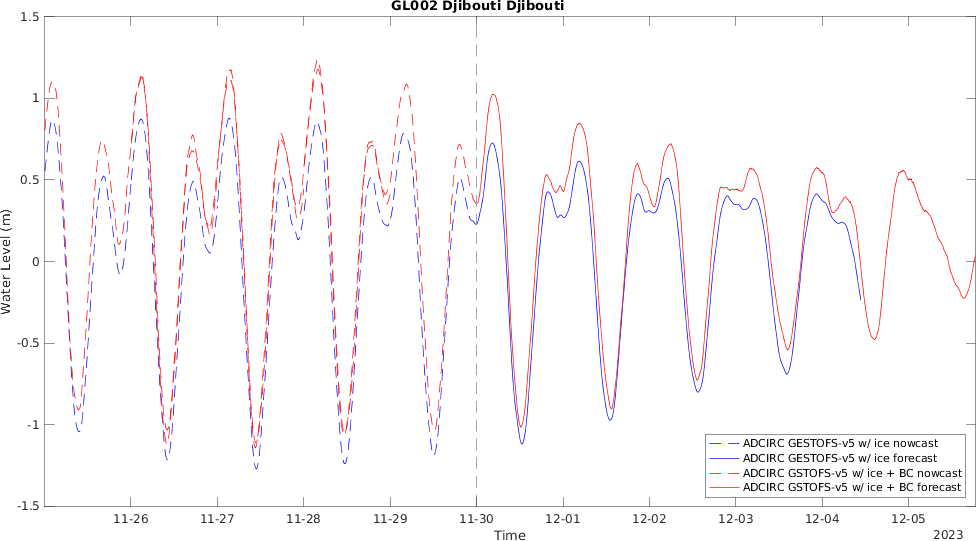 GL002 Djibouti Djibouti
1.5
1
0.5
0
-0.5
-1
-1.5
Water Level (m)
ADCIRC GESTOFS-v5 w/ ice nowcast
ADCIRC GESTOFS-v5 w/ ice forecast
ADCIRC GSTOFS-v5 w/ ice + BC nowcast
ADCIRC GSTOFS-v5 w/ ice + BC forecast
11-26 11-27 11-28 11-29 11-30 12-01 12-02 12-03 12-04 12-05
Time
2023